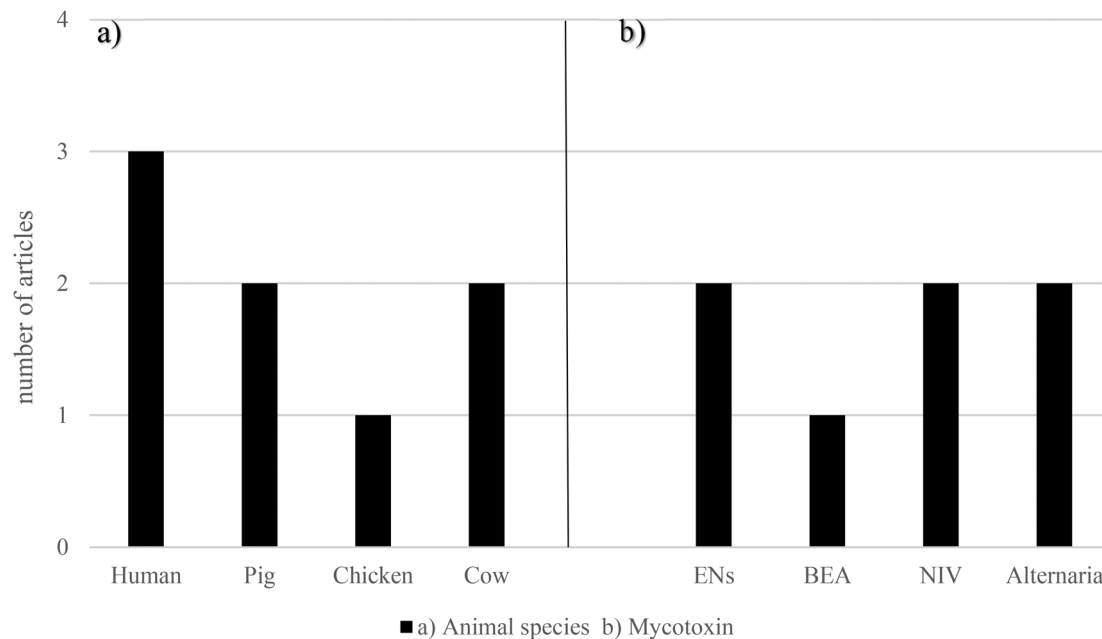 a)
b)
4
3
2
1
0
number of articles
Human Pig Chicken Cow ENs BEA NIV Alternaria
a) Animal species b) Mycotoxin